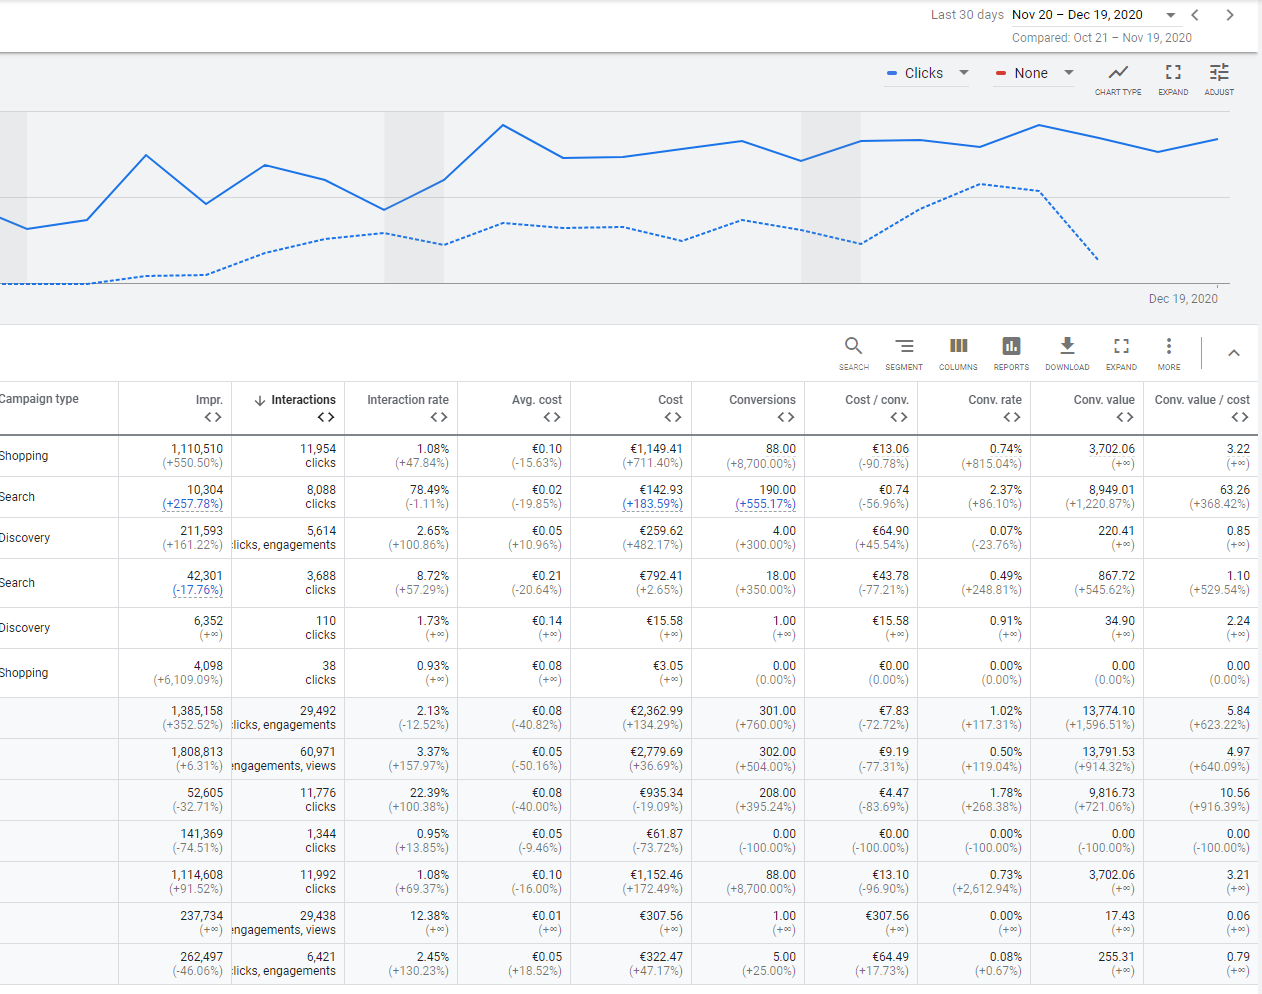 Last 30 days Nov 20 – Dec 19, 2020
Compared: Oct 21 – Nov 19, 2020
Clicks None
CHART TYPE EXPAND ADJUST
Dec 19, 2020
SEARCH SEGMENT COLUMNS REPORTS DOWNLOAD EXPAND MORE
Campaign type Impr. Interactions Interaction rate Avg. cost Cost Conversions Cost / conv. Conv. rate Conv. value Conv. value / cost
Shopping 1,110,510 11,954 1.08% €0.10 €1,149.41 88.00 €13.06 0.74% 3,702.06 3.22
(+550.50%) clicks (+47.84%) (-15.63%) (+711.40%) (+8,700.00%) (-90.78%) (+815.04%) (+∞) (+∞)
Search 10,304 8,088 78.49% €0.02 €142.93 190.00 €0.74 2.37% 8,949.01 63.26
(+257.78%) clicks (-1.11%) (-19.85%) (+183.59%) (+555.17%) (-56.96%) (+86.10%) (+1,220.87%) (+368.42%)
Discovery 211,593 5,614 2.65% €0.05 €259.62 4.00 €64.90 0.07% 220.41 0.85
(+161.22%) clicks, engagements (+100.86%) (+10.96%) (+482.17%) (+300.00%) (+45.54%) (-23.76%) (+∞) (+∞)
Search 42,301 3,688 8.72% €0.21 €792.41 18.00 €43.78 0.49% 867.72 1.10
(-17.76%) clicks (+57.29%) (-20.64%) (+2.65%) (+350.00%) (-77.21%) (+248.81%) (+545.62%) (+529.54%)
Discovery 6,352 110 1.73% €0.14 €15.58 1.00 €15.58 0.91% 34.90 2.24
(+∞) clicks (+∞) (+∞) (+∞) (+∞) (+∞) (+∞) (+∞) (+∞)
Shopping 4,098 38 0.93% €0.08 €3.05 0.00 €0.00 0.00% 0.00 0.00
(+6,109.09%) clicks (+∞) (+∞) (+∞) (0.00%) (0.00%) (0.00%) (0.00%) (0.00%)
1,385,158 29,492 2.13% €0.08 €2,362.99 301.00 €7.83 1.02% 13,774.10 5.84
(+352.52%) clicks, engagements (-12.52%) (-40.82%) (+134.29%) (+760.00%) (-72.72%) (+117.31%) (+1,596.51%) (+623.22%)
1,808,813 60,971 3.37% €0.05 €2,779.69 302.00 €9.19 0.50% 13,791.53 4.97
(+6.31%) engagements, views (+157.97%) (-50.16%) (+36.69%) (+504.00%) (-77.31%) (+119.04%) (+914.32%) (+640.09%)
52,605 11,776 22.39% €0.08 €935.34 208.00 €4.47 1.78% 9,816.73 10.56
(-32.71%) clicks (+100.38%) (-40.00%) (-19.09%) (+395.24%) (-83.69%) (+268.38%) (+721.06%) (+916.39%)
141,369 1,344 0.95% €0.05 €61.87 0.00 €0.00 0.00% 0.00 0.00
(-74.51%) clicks (+13.85%) (-9.46%) (-73.72%) (-100.00%) (-100.00%) (-100.00%) (-100.00%) (-100.00%)
1,114,608 11,992 1.08% €0.10 €1,152.46 88.00 €13.10 0.73% 3,702.06 3.21
(+91.52%) clicks (+69.37%) (-16.00%) (+172.49%) (+8,700.00%) (-96.90%) (+2,612.94%) (+∞) (+∞)
237,734 29,438 12.38% €0.01 €307.56 1.00 €307.56 0.00% 17.43 0.06
(+∞) engagements, views (+∞) (+∞) (+∞) (+∞) (+∞) (+∞) (+∞) (+∞)
262,497 6,421 2.45% €0.05 €322.47 5.00 €64.49 0.08% 255.31 0.79
(-46.06%) clicks, engagements (+130.23%) (+18.52%) (+47.17%) (+25.00%) (+17.73%) (+0.67%) (+∞) (+∞)